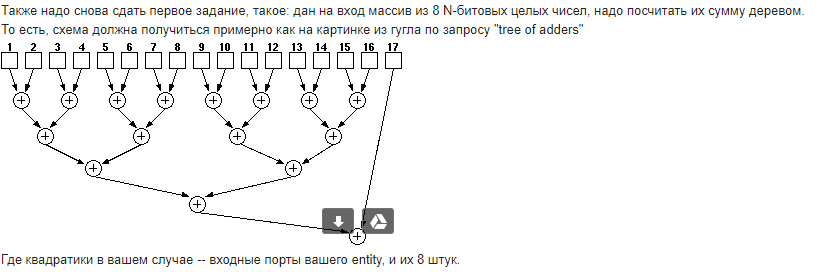 Также надо снова сдать первое задание, такое: дан на вход массив из 8 N-битовых целых чисел, надо посчитать их сумму деревом.
То есть, схема должна получиться примерно как на картинке из гугла по запросу "tree of adders"
1 2 3 4 5 6 7 8 9 10 11 12 13 14 15 16 17
+ + + + + + + +
+ + + +
+ +
+
+
Где квадратики в вашем случае -- входные порты вашего entity, и их 8 штук.